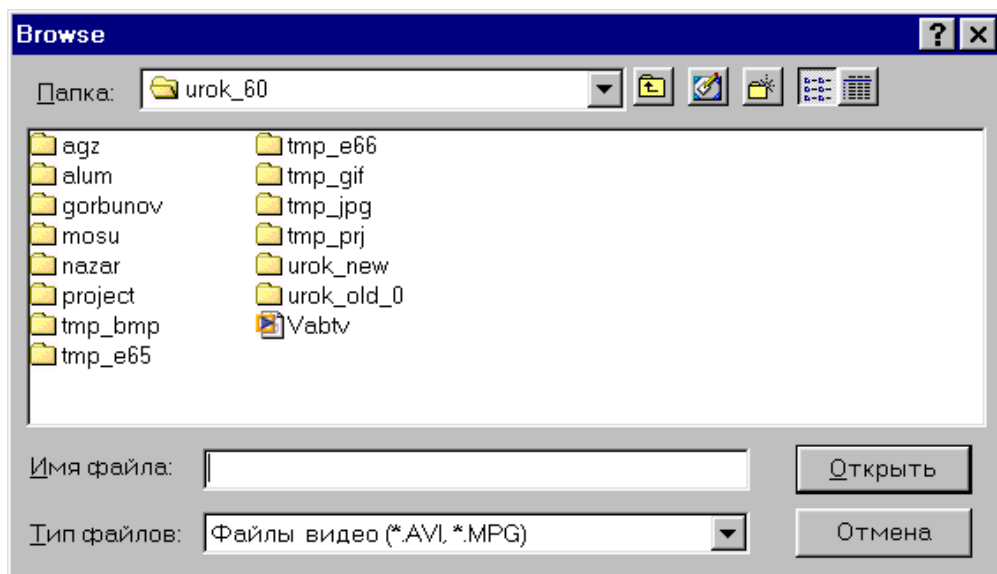 Browse
Папка: urok_60
agz
alum
gorbunov
mosu
nazar
project
tmp_bmp
tmp_e65
tmp_e66
tmp_gif
tmp_jpg
tmp_prj
urok_new
urok_old_0
Vabtv
Имя файла:
Открыть
Тип файлов: Файлы видео (*.AVI, *.MPG)
Отмена